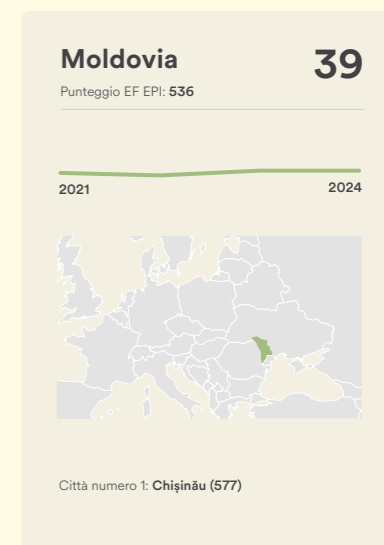 Moldovia
39
Punteggio EF EPI: 536
2021
2024
Città numero 1: Chișinău (577)